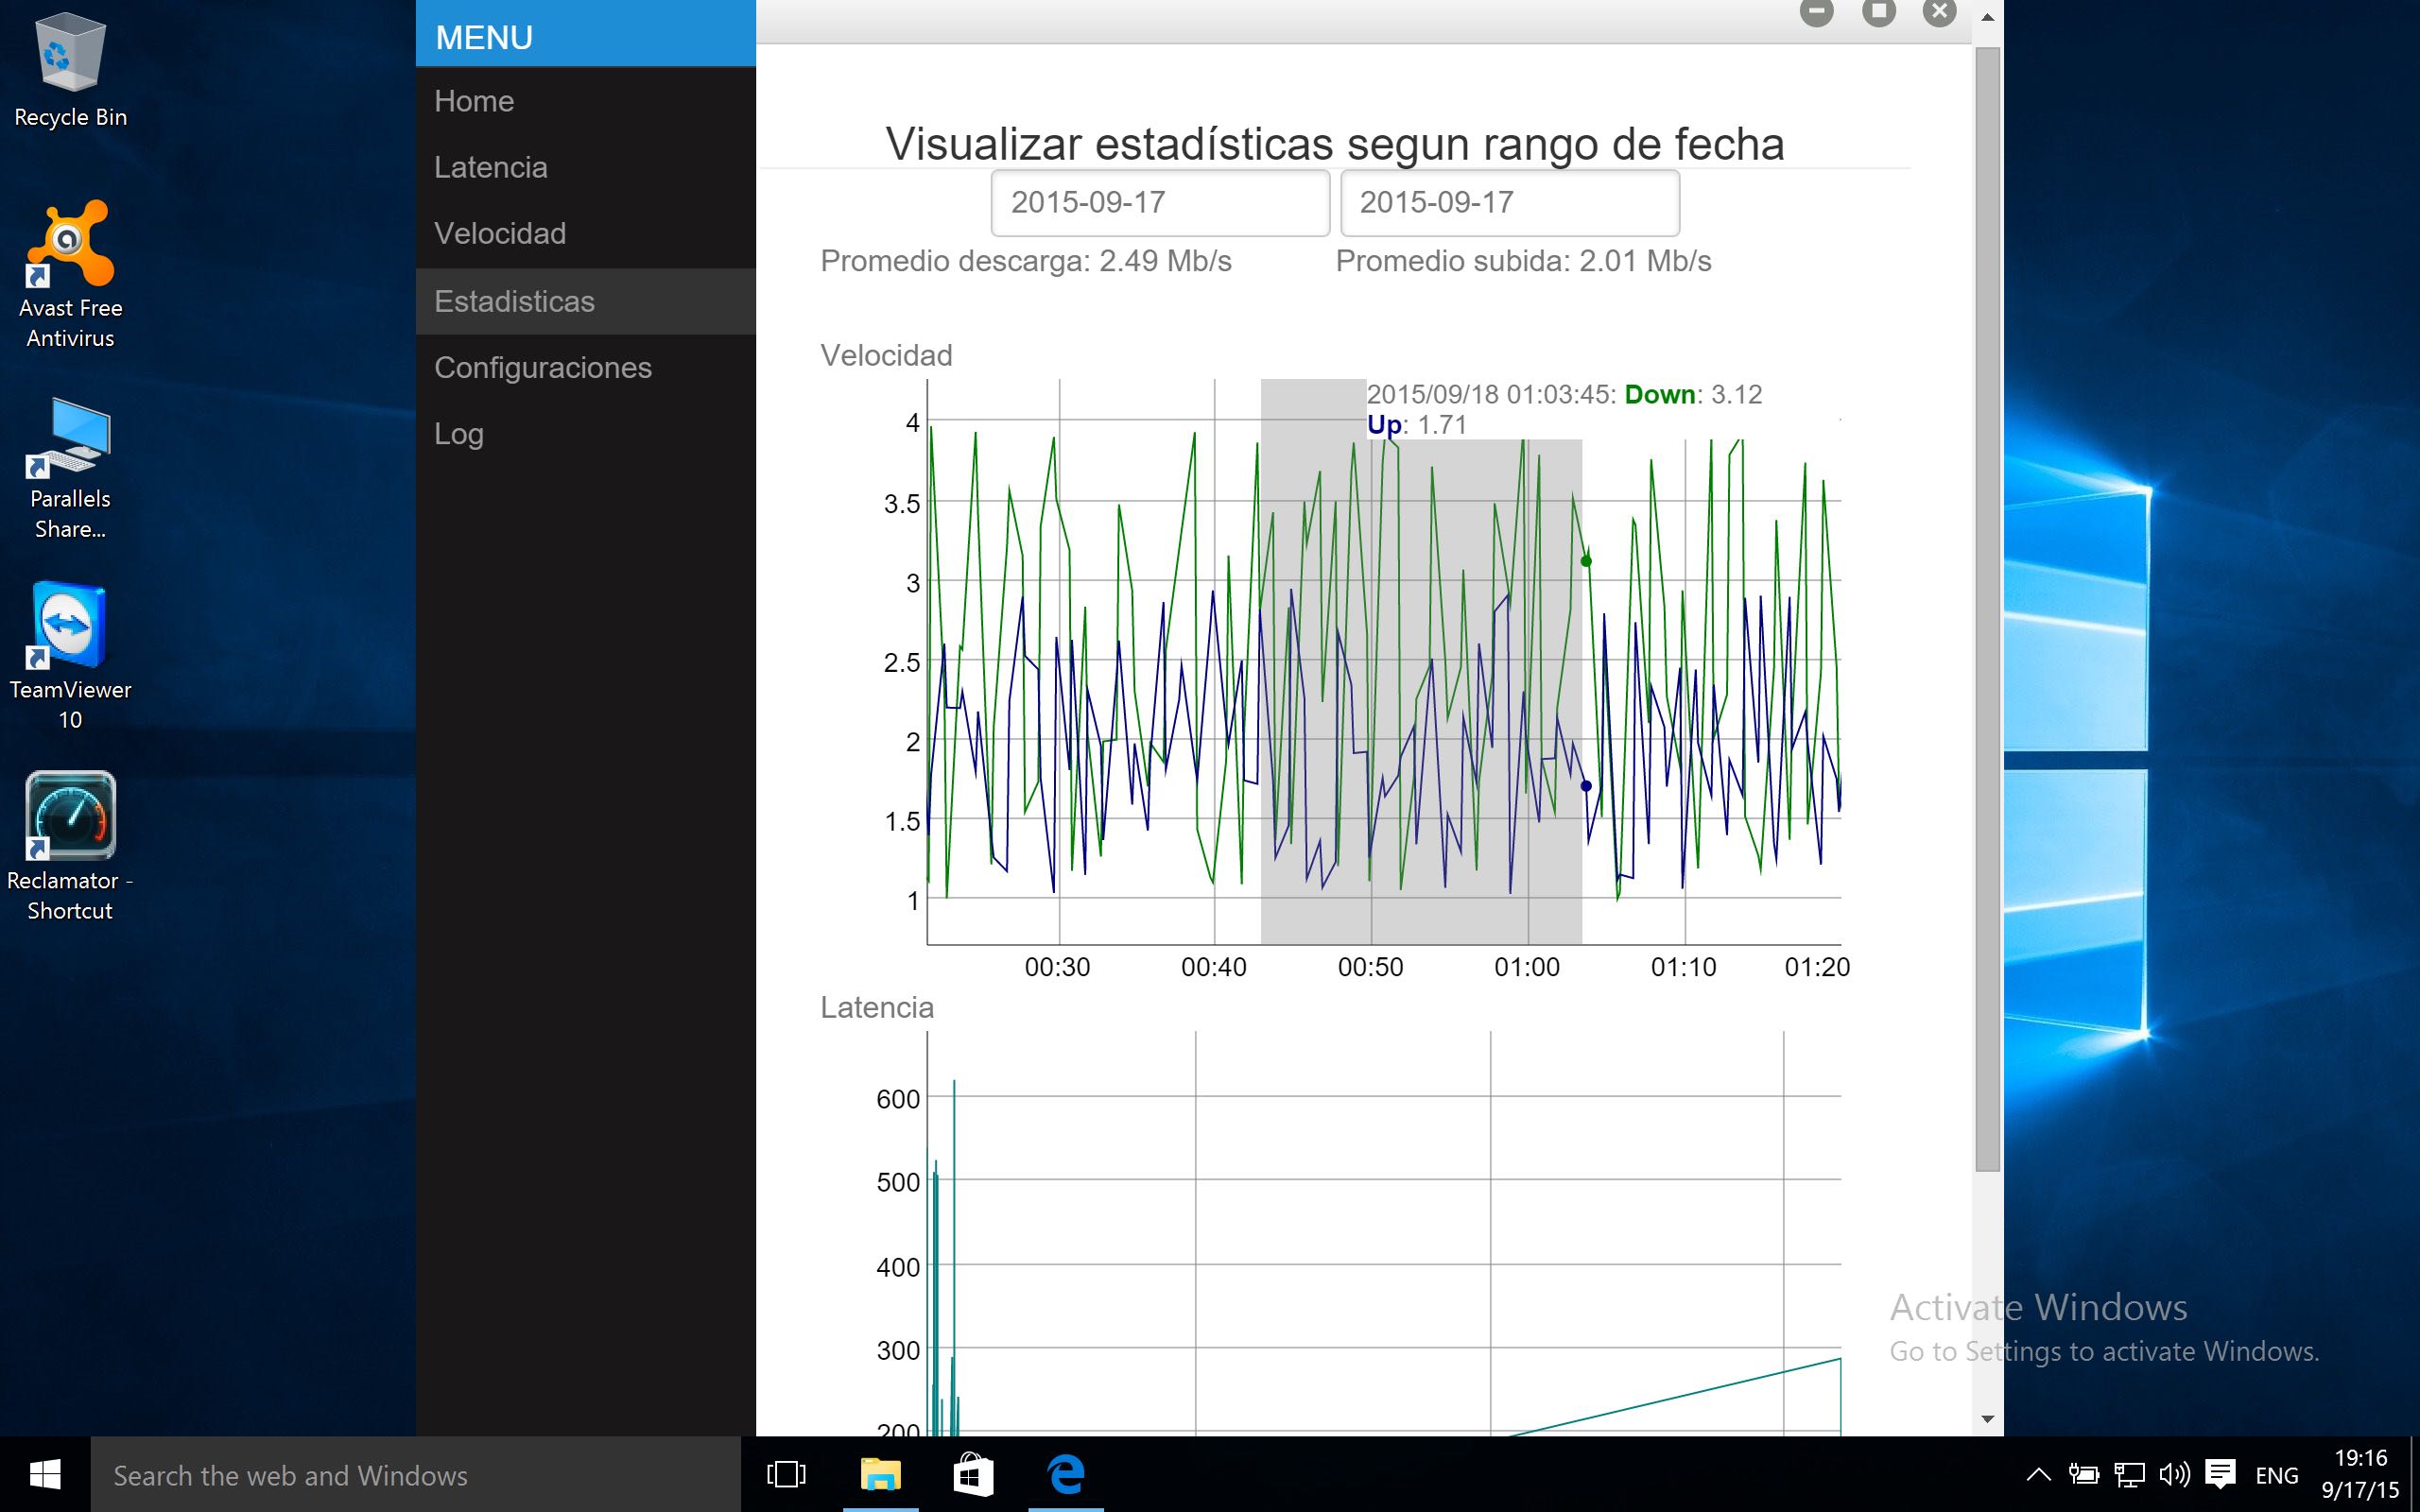 Recycle Bin
Avast Free
Antivirus
Parallels
Share...
TeamViewer
10
Reclamator -
Shortcut
MENU
Home
Latencia
Velocidad
Estadisticas
Configuraciones
Log
Visualizar estadísticas segun rango de fecha
2015-09-17 2015-09-17
Promedio descarga: 2.49 Mb/s Promedio subida: 2.01 Mb/s
Velocidad
2015/09/18 01:03:45: Down: 3.12
Up: 1.71
4
3.5
3
2.5
2
1.5
1
00:30 00:40 00:50 01:00 01:10 01:20
Latencia
600
500
400
300
200
Activate Windows
Go to Settings to activate Windows.
Search the web and Windows
ENG
19:16
9/17/15